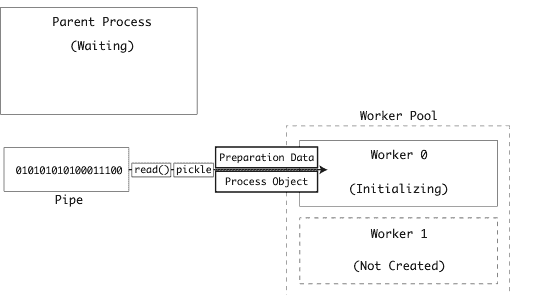 Parent Process
(Waiting)
Worker Pool
Preparation Data
Worker 0
010101010100011100
read()
pickle
Process Object
(Initializing)
Pipe
Worker 1
(Not Created)